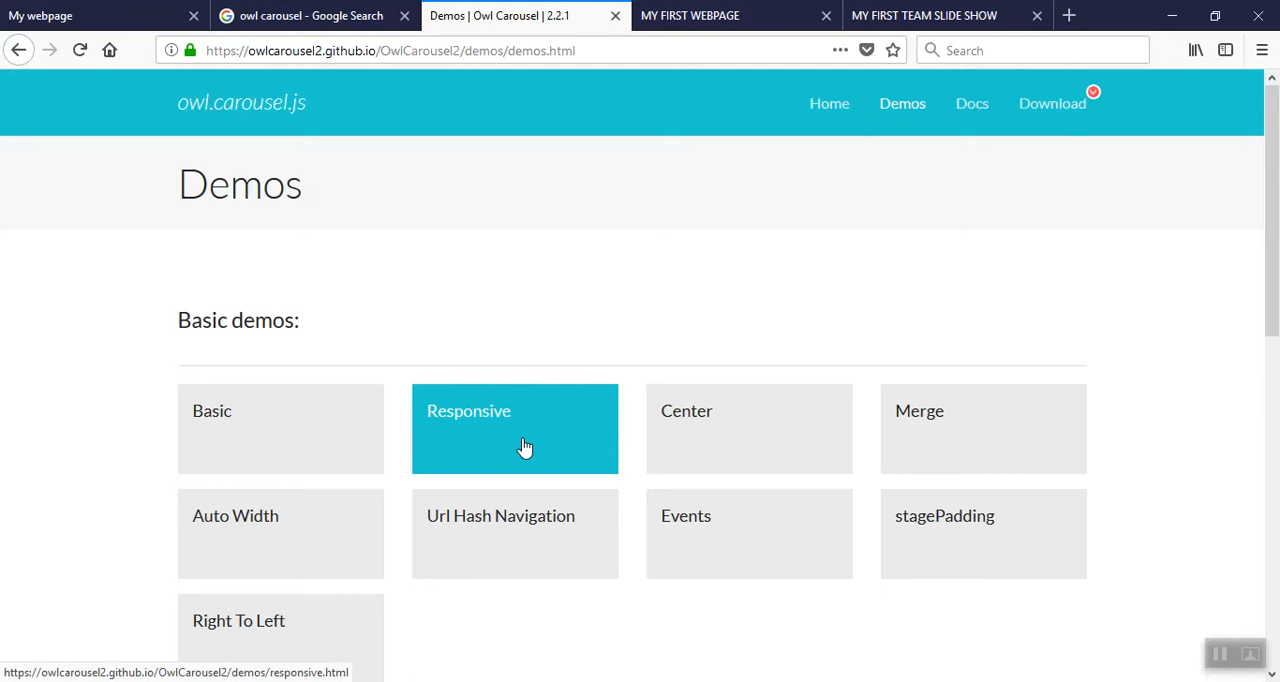 My webpage
owl carousel - Google Search
Demos | Owl Carousel | 2.2.1
MY FIRST WEBPAGE
MY FIRST TEAM SLIDE SHOW
https://owlcarousel2.github.io/OwlCarousel2/demos/demos.html
Search
owl.carousel.js
Home
Demos
Docs
Download
Demos
Basic demos:
Basic
Responsive
Center
Merge
Auto Width
Url Hash Navigation
Events
stagePadding
Right To Left
https://owlcarousel2.github.io/OwlCarousel2/demos/responsive.html